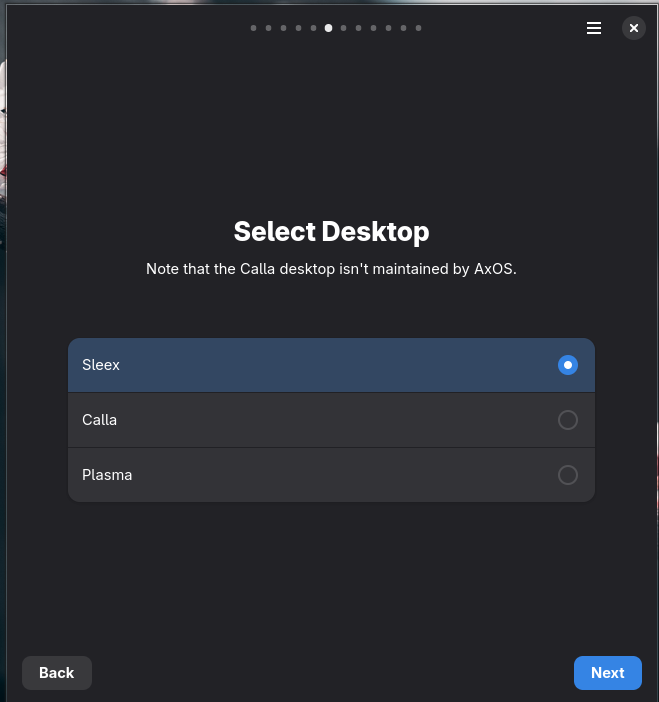 Select Desktop
Note that the Calla desktop isn't maintained by AxOS.
Sleex
Calla
Plasma
Back
Next